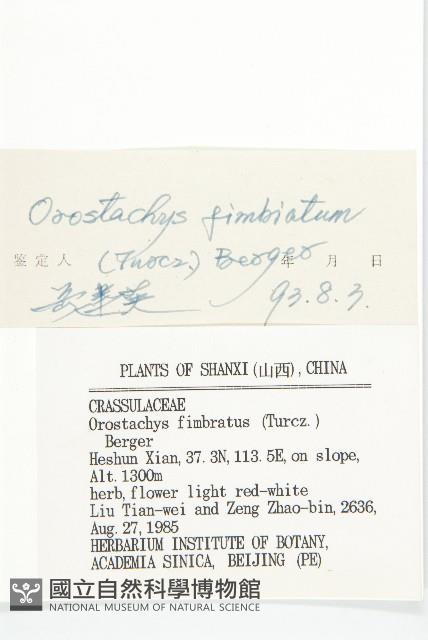 Orostachys fimbiatum
(Turcz.) Berger
鉴定人 年 月 日
93.8.3.
PLANTS OF SHANXI(山西), CHINA
CRASSULACEAE
Orostachys fimbratus (Turcz.)
Berger
Heshun Xian, 37.3N, 113.5E, on slope,
Alt. 1300m
herb, flower light red-white
Liu Tian-wei and Zeng Zhao-bin, 2636,
Aug. 27, 1985
HERBARIUM INSTITUTE OF BOTANY,
ACADEMIA SINICA, BEIJING (PE)
國立自然科學博物館
NATIONAL MUSEUM OF NATURAL SCIENCE